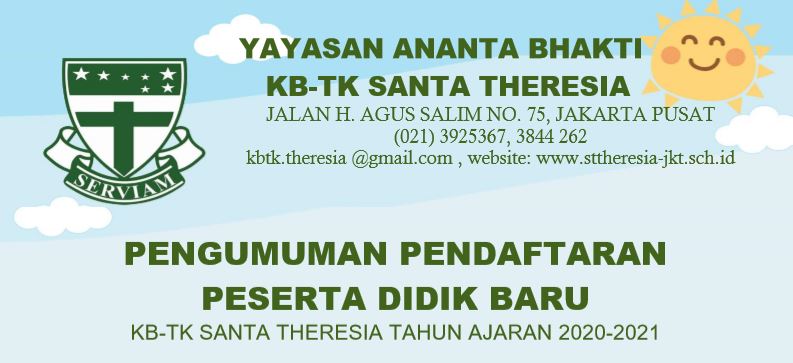 YAYASAN ANANTA BHAKTI
KB-TK SANTA THERESIA
JALAN H. AGUS SALIM NO. 75, JAKARTA PUSAT
(021) 3925367, 3844 262
kbtk.theresia @gmail.com , website: www.sttheresia-jkt.sch.id
SERVIAM
PENGUMUMAN PENDAFTARAN
PESERTA DIDIK BARU
KB-TK SANTA THERESIA TAHUN AJARAN 2020-2021